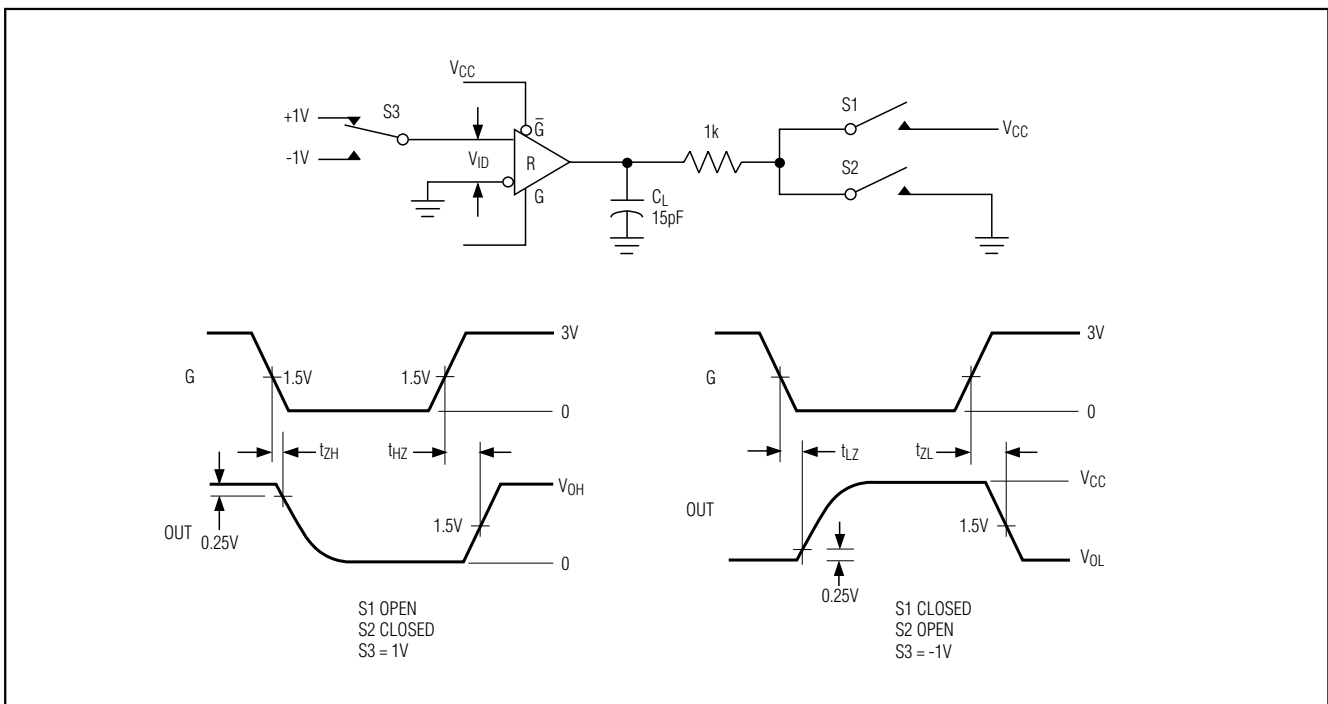 VCC
+1V
S3
G̅
S1
1k
VCC
-1V
VID
R
S2
G
CL
15pF
3V
3V
G
1.5V
1.5V
G
0
0
tZH
tHZ
tLZ
tZL
VOH
VCC
OUT
0.25V
1.5V
OUT
1.5V
0
VOL
0.25V
S1 OPEN
S2 CLOSED
S3 = 1V
S1 CLOSED
S2 OPEN
S3 = -1V